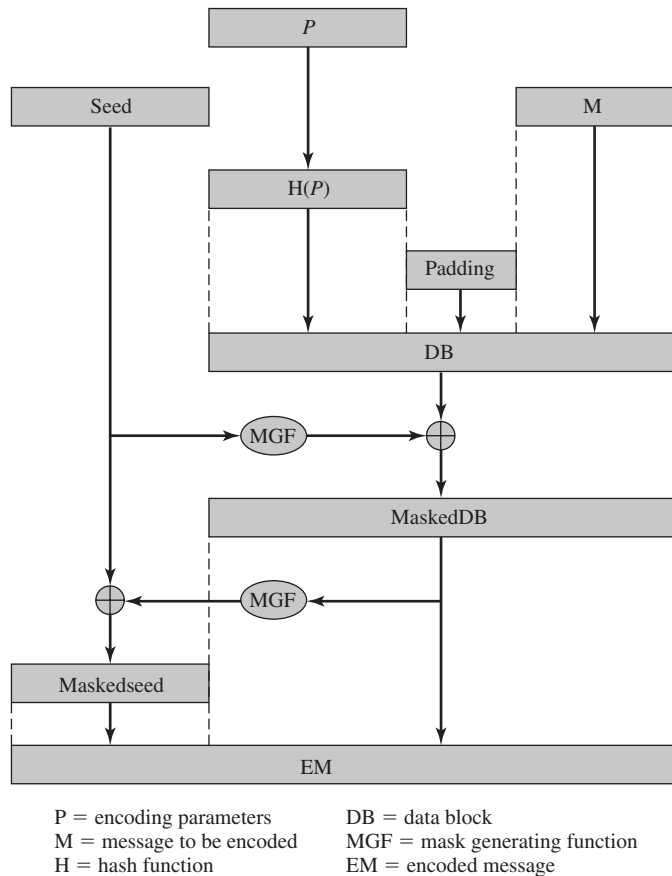 P
Seed
M
H(P)
Padding
DB
MGF
MaskedDB
MGF
Maskedseed
EM
P = encoding parameters
M = message to be encoded
H = hash function
DB = data block
MGF = mask generating function
EM = encoded message